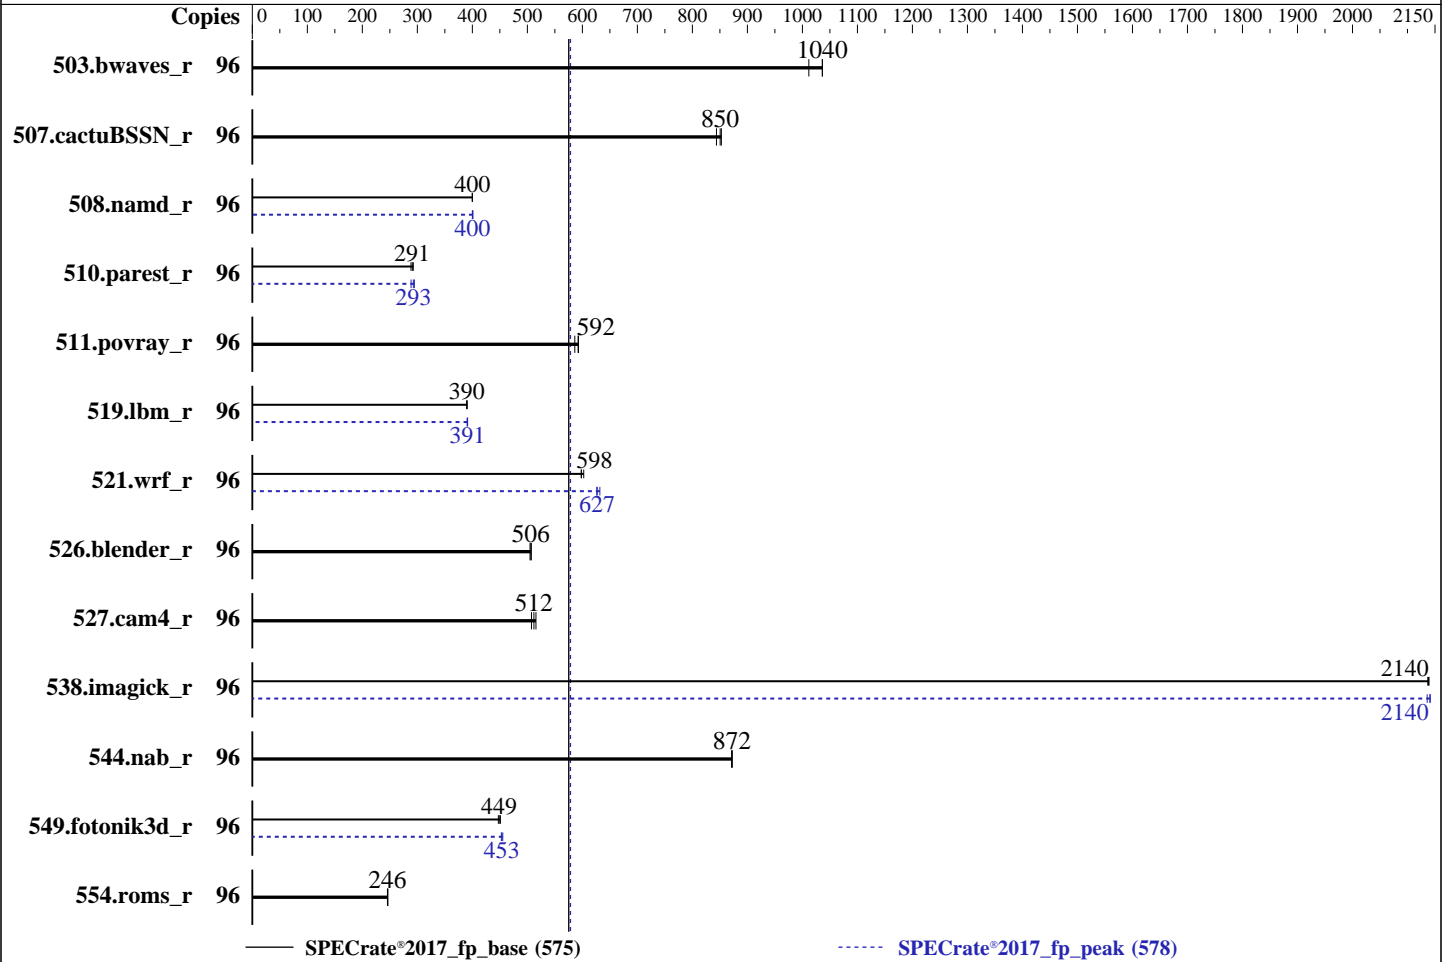 Copies 0 100 200 300 400 500 600 700 800 900 1000 1100 1200 1300 1400 1500 1600 1700 1800 1900 2000 2150
1040
503.bwaves_r 96
850
507.cactuBSSN_r 96
400
508.namd_r 96
400
291
510.parest_r 96
293
592
511.povray_r 96
390
519.lbm_r 96
391
598
521.wrf_r 96
627
506
526.blender_r 96
512
527.cam4_r 96
2140
538.imagick_r 96
2140
872
544.nab_r 96
449
549.fotonik3d_r 96
453
246
554.roms_r 96
SPECrate®2017_fp_base (575) SPECrate®2017_fp_peak (578)